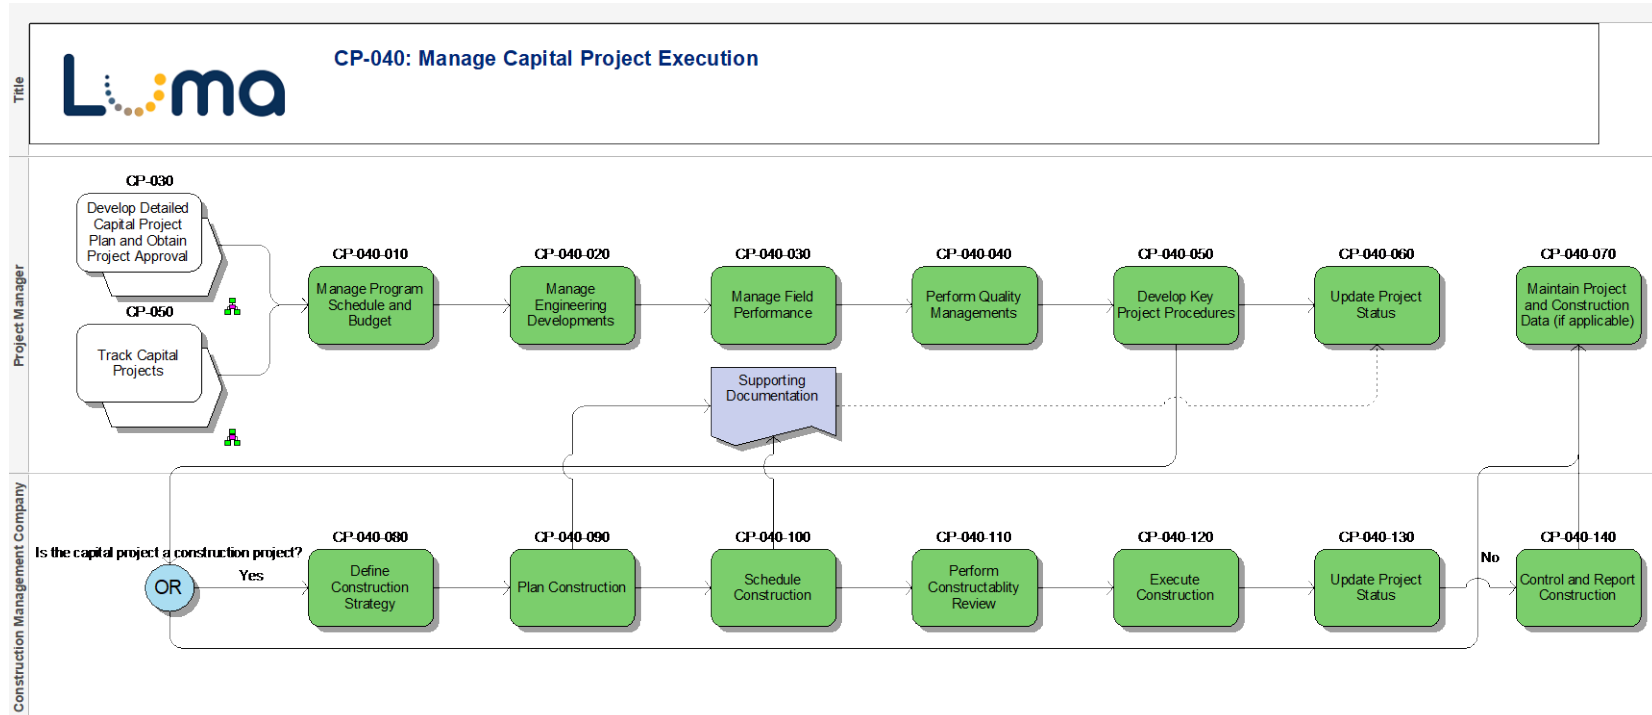 Title
Luma
CP-040: Manage Capital Project Execution
Project Manager
CP-030
Develop Detailed
Capital Project
Plan and Obtain
Project Approval
CP-050
Track Capital
Projects
CP-040-010
Manage Program
Schedule and
Budget
CP-040-020
Manage
Engineering
Developments
CP-040-030
Manage Field
Performance
CP-040-040
Perform Quality
Managements
CP-040-050
Develop Key
Project Procedures
CP-040-060
Update Project
Status
CP-040-070
Maintain Project
and Construction
Data (if applicable)
Supporting
Documentation
Construction Management Company
Is the capital project a construction project?
OR
Yes
CP-040-080
Define
Construction
Strategy
CP-040-090
Plan Construction
CP-040-100
Schedule
Construction
CP-040-110
Perform
Constructablity
Review
CP-040-120
Execute
Construction
CP-040-130
Update Project
Status
No
CP-040-140
Control and Report
Construction